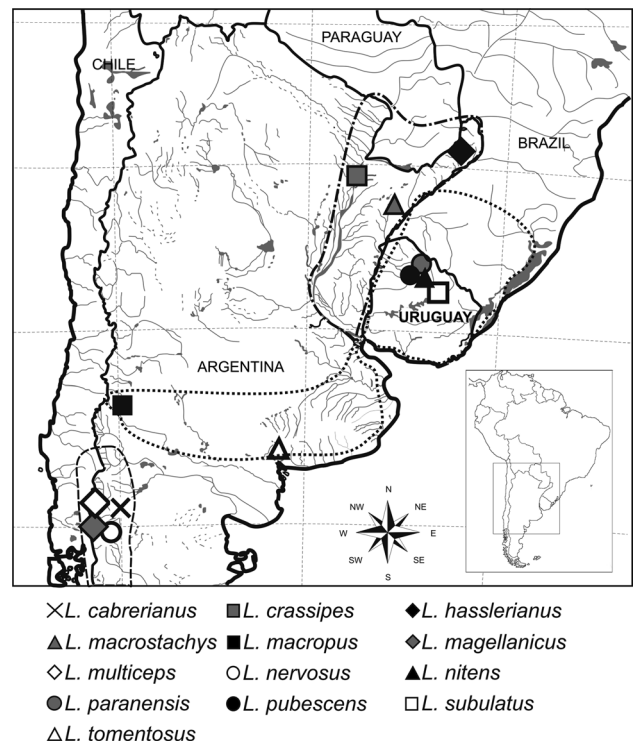 PARAGUAY
CHILE
BRAZIL
URUGUAY
ARGENTINA
N
NW NE
W E
SW SE
S
L. cabrerianus L. crassipes L. hasslerianus
L. macrostachys L. macropus L. magellanicus
L. multiceps L. nervosus L. nitens
L. paranensis L. pubescens L. subulatus
L. tomentosus